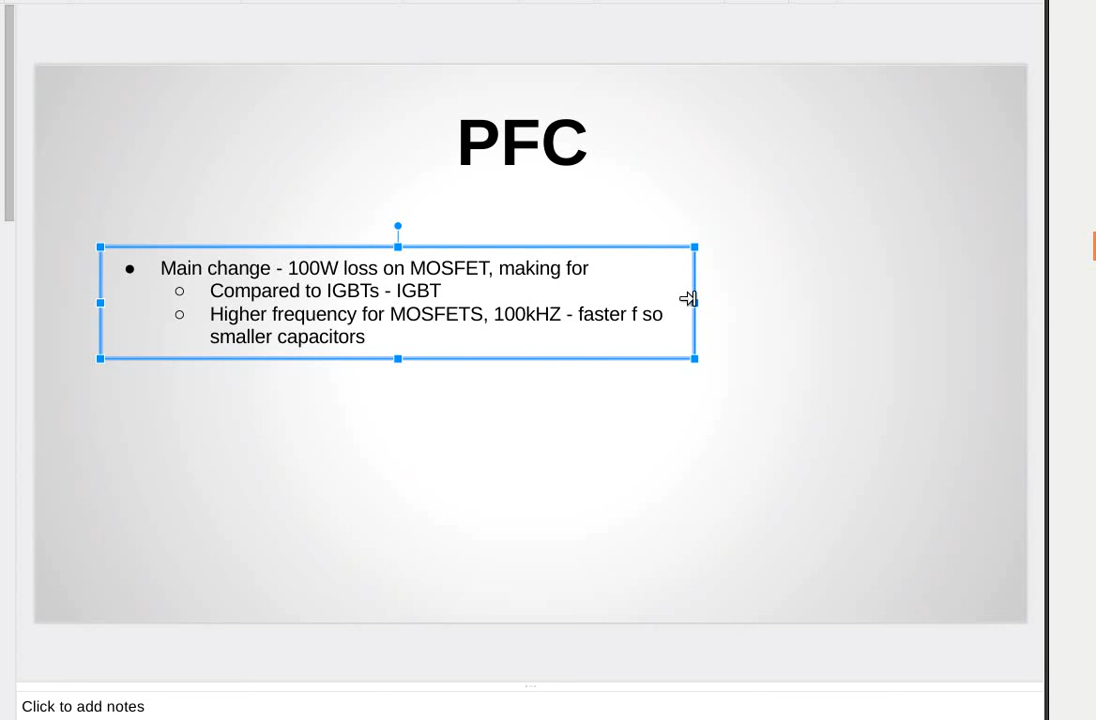 PFC
● Main change - 100W loss on MOSFET, making for
○ Compared to IGBTs - IGBT
○ Higher frequency for MOSFETS, 100kHZ - faster f so
smaller capacitors
Click to add notes